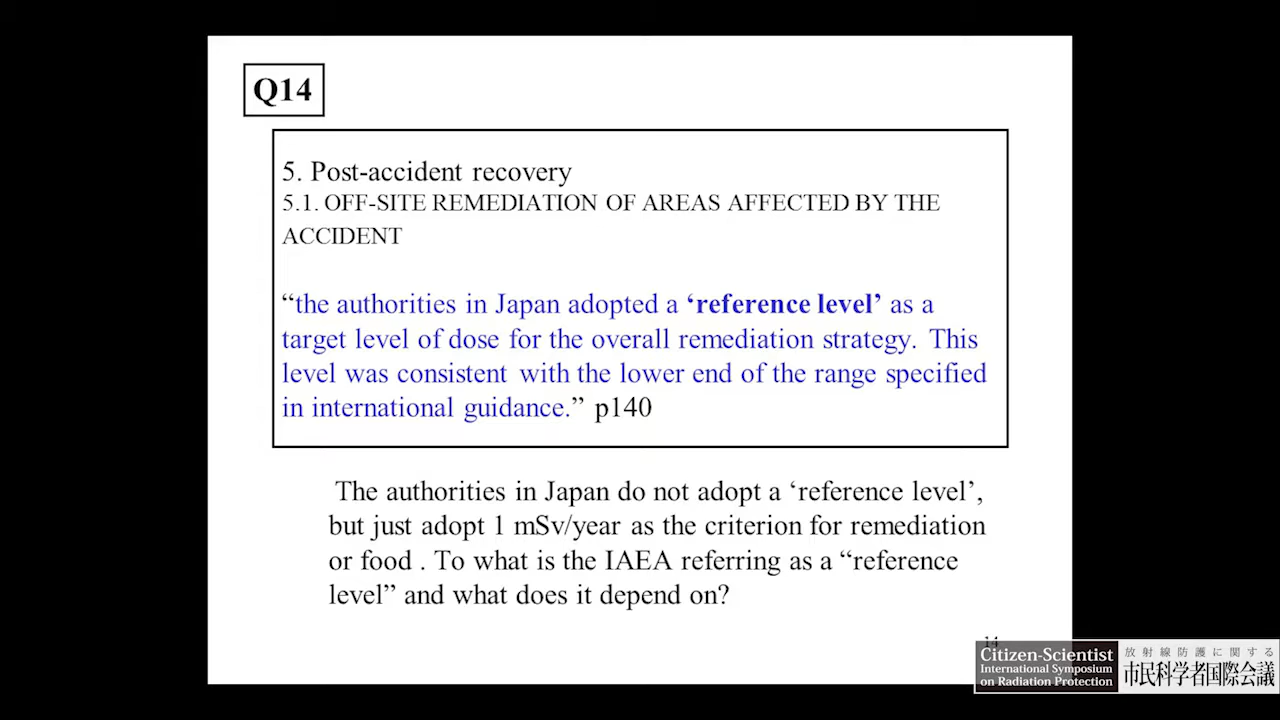 Q14
5. Post-accident recovery
5.1. OFF-SITE REMEDIATION OF AREAS AFFECTED BY THE
ACCIDENT
“the authorities in Japan adopted a ‘reference level’ as a
target level of dose for the overall remediation strategy. This
level was consistent with the lower end of the range specified
in international guidance.” p140
The authorities in Japan do not adopt a ‘reference level’,
but just adopt 1 mSv/year as the criterion for remediation
or food . To what is the IAEA referring as a “reference
level” and what does it depend on?
14
Citizen-Scientist
International Symposium
on Radiation Protection
放射線防護に関する
市民科学者国際会議